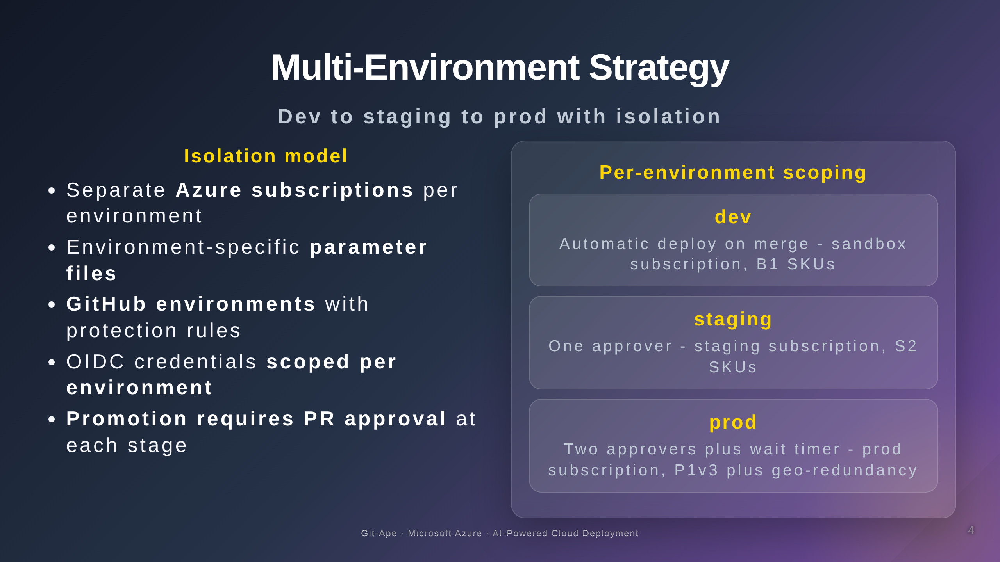 Multi-Environment Strategy
Dev to staging to prod with isolation
Isolation model
• Separate Azure subscriptions per
environment
• Environment-specific parameter
files
• GitHub environments with
protection rules
• OIDC credentials scoped per
environment
• Promotion requires PR approval at
each stage
Per-environment scoping
dev
Automatic deploy on merge - sandbox
subscription, B1 SKUs
staging
One approver - staging subscription, S2
SKUs
prod
Two approvers plus wait timer - prod
subscription, P1v3 plus geo-redundancy
Git-Ape · Microsoft Azure · AI-Powered Cloud Deployment
4